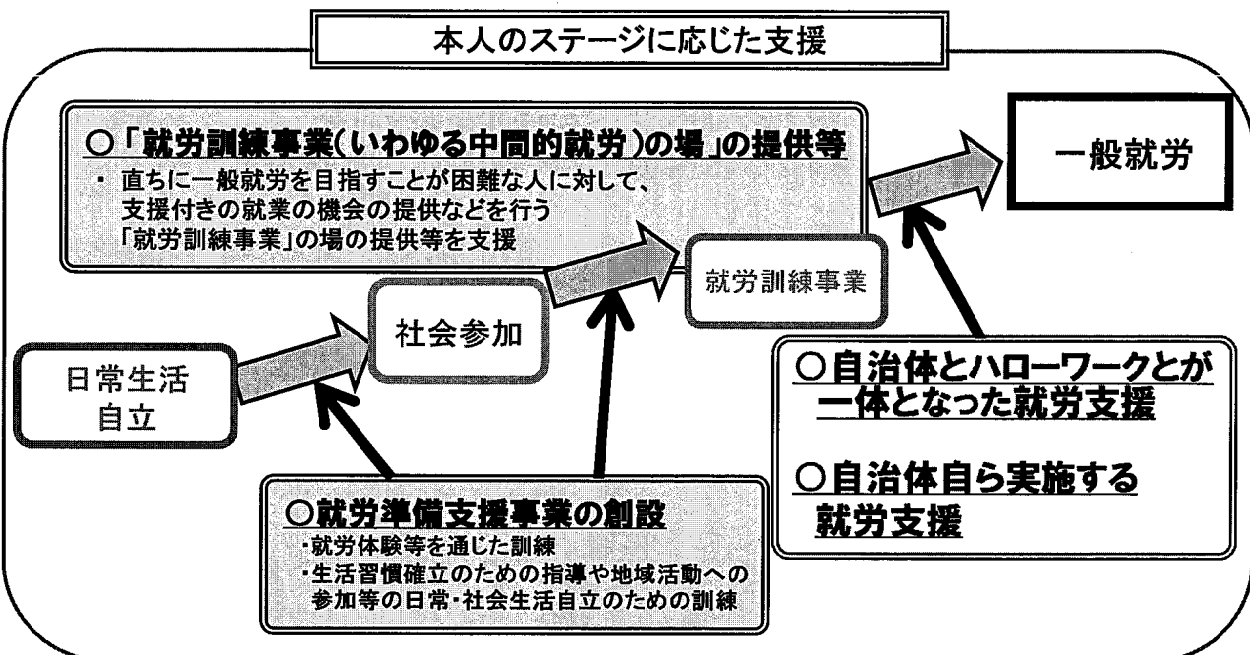 本人のステージに応じた支援
○「就労訓練事業(いわゆる中間的就労)の場」の提供等
・ 直ちに一般就労を目指すことが困難な人に対して、
支援付きの就業の機会の提供などを行う
「就労訓練事業」の場の提供等を支援
一般就労
就労訓練事業
社会参加
日常生活
自立
○自治体とハローワークとが
一体となった就労支援
○自治体自ら実施する
就労支援
○就労準備支援事業の創設
・就労体験等を通じた訓練
・生活習慣確立のための指導や地域活動への
参加等の日常・社会生活自立のための訓練